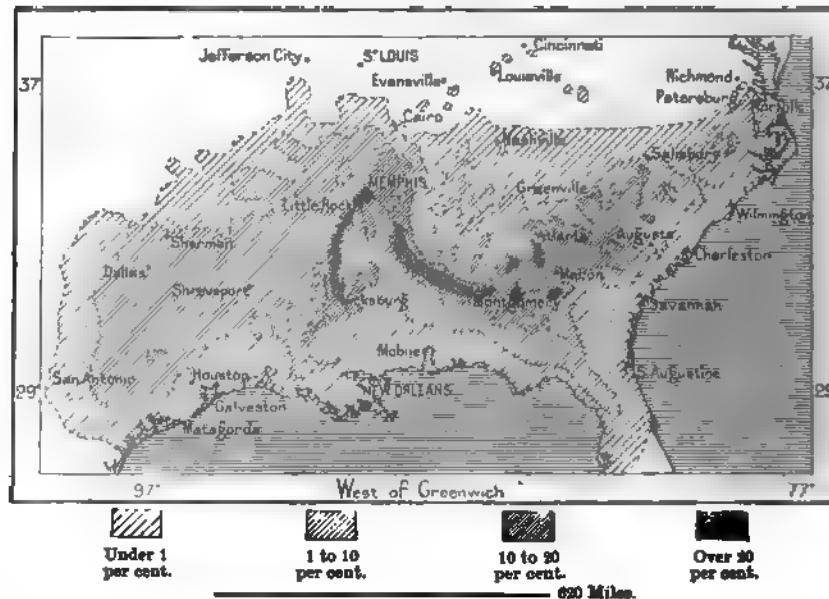 Cincinnati
Jefferson City
St LOUIS
Evansville
Louisville
Richmond
37°
37
Petersburg
Norfolk
Cairo
Nashville
Salisbury
MEMPHIS
Greenville
Little Rock
Wilmington
Sherman
Atlanta
Augusta
Dallas
Charleston
Macon
Shreveport
Vicksburg
Montgomery
Savannah
Mobile
San Antonio
Houston
St Augustine
NEW ORLEANS
29°
29
Galveston
Matagorda
97°
West of Greenwich
77°
Under 1
per cent.
1 to 10
per cent.
10 to 20
per cent.
Over 20
per cent.
620 Miles.